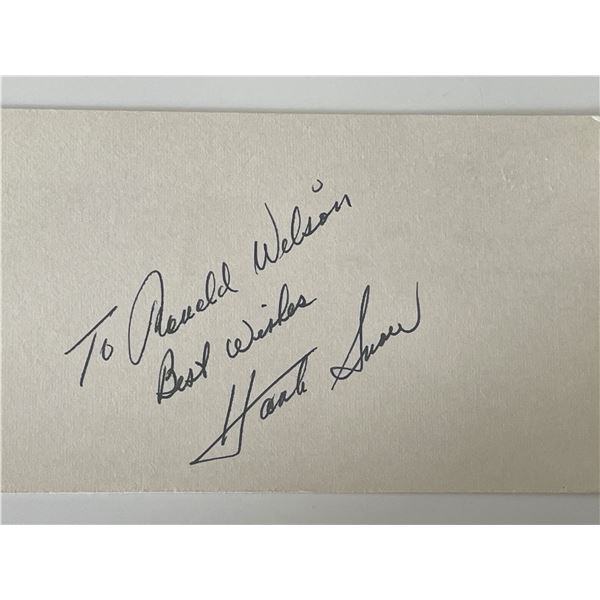 To Ronald Wilson
Best Wishes
Hank Snow